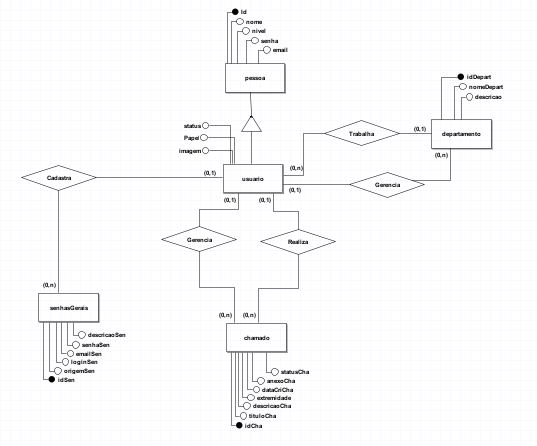 Id
nome
nivel
senha
email
pessoa
idDepart
nomeDepart
descricao
status
Papel
imagem
Trabalha
(0,1)
departamento
(0,n)
(0,n)
Cadastra
(0,1)
usuario
(0,1)
Gerencia
(0,1)
(0,1)
Gerencia
Realiza
(0,n)
senhasGerais
(0,n)
(0,n)
descricaoSen
senhaSen
emailSen
loginSen
origemSen
idSen
chamado
statusCha
anexoCha
dataCriCha
extremidade
descricaoCha
tituloCha
idCha